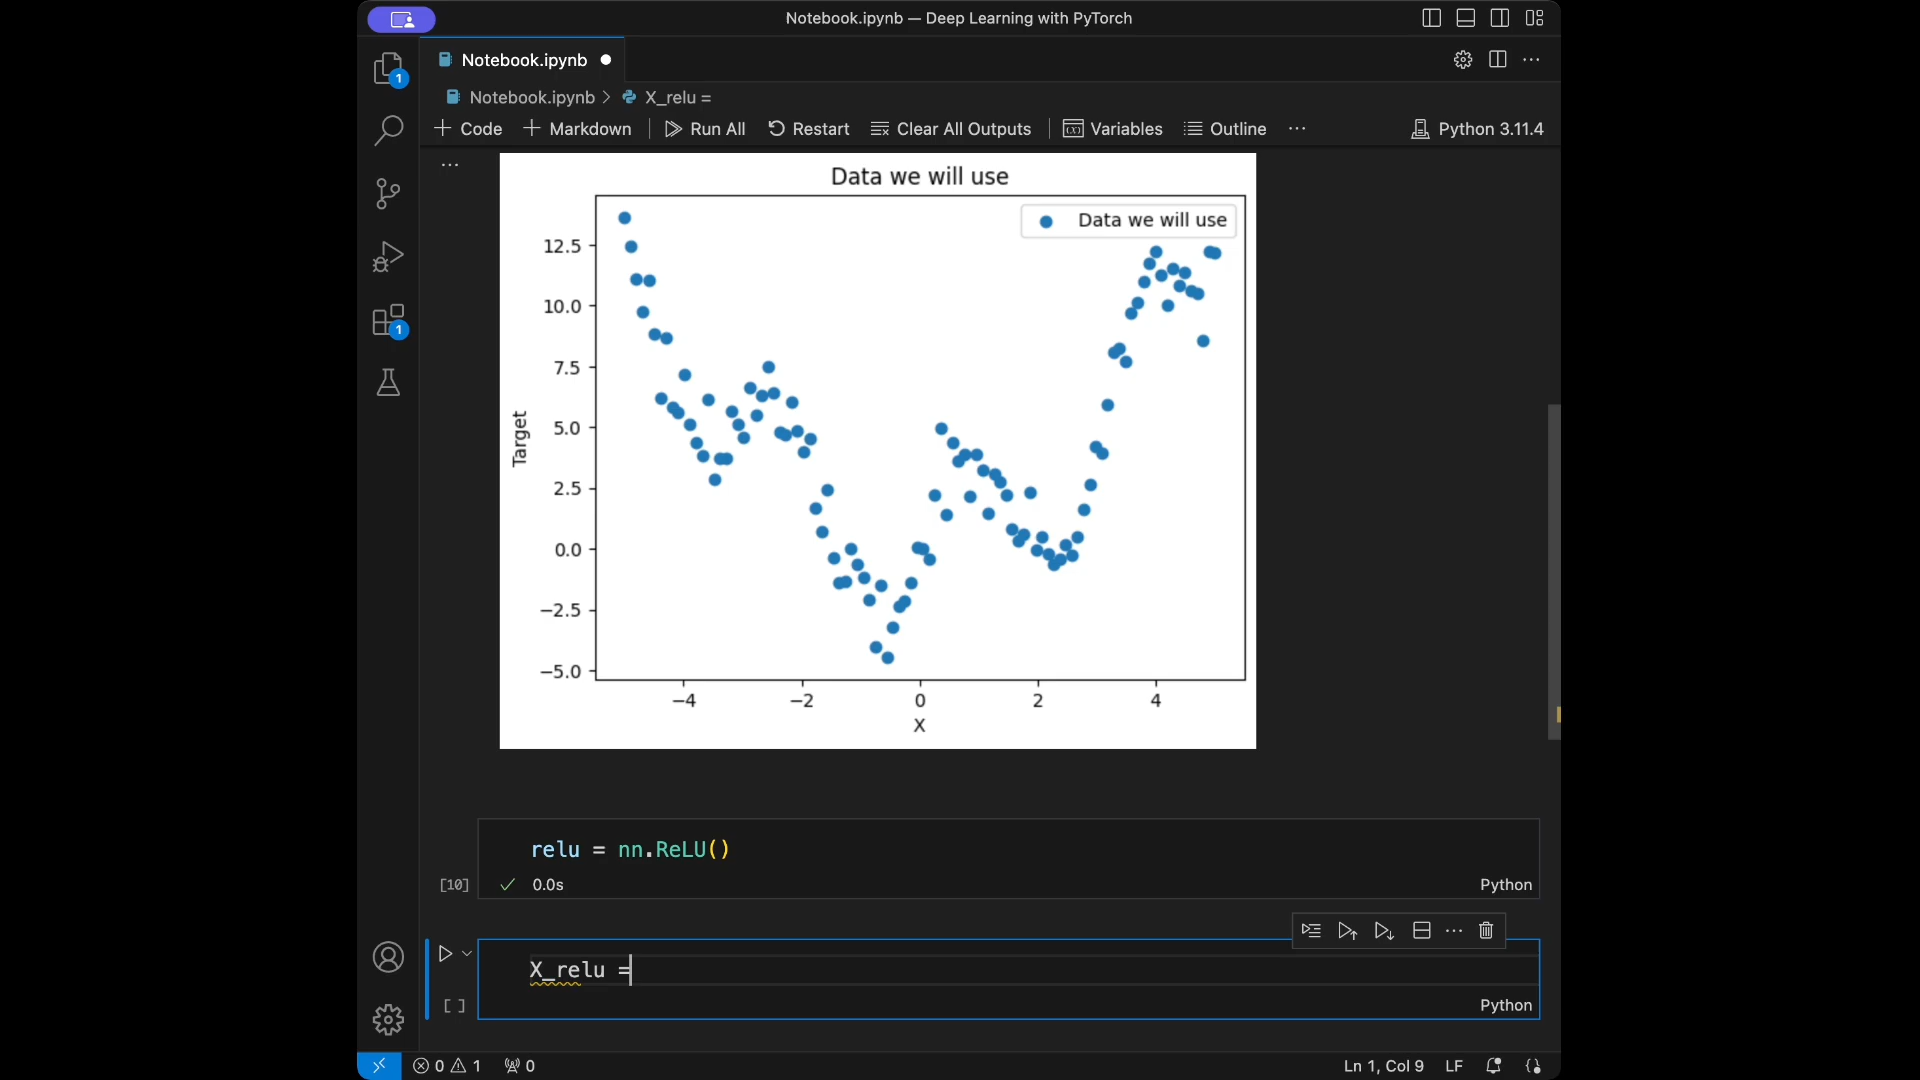 Notebook.ipynb — Deep Learning with PyTorch
Notebook.ipynb
Notebook.ipynb > X_relu =
Code Markdown Run All Restart Clear All Outputs Variables Outline ... Python 3.11.4
1
1
...
Data we will use
Data we will use
12.5
10.0
7.5
5.0
2.5
0.0
−2.5
−5.0
Target
−4 −2 0 2 4
X
relu = nn.ReLU()
[10] 0.0s Python
X_relu =
[ ] Python
0 1 0 Ln 1, Col 9 LF